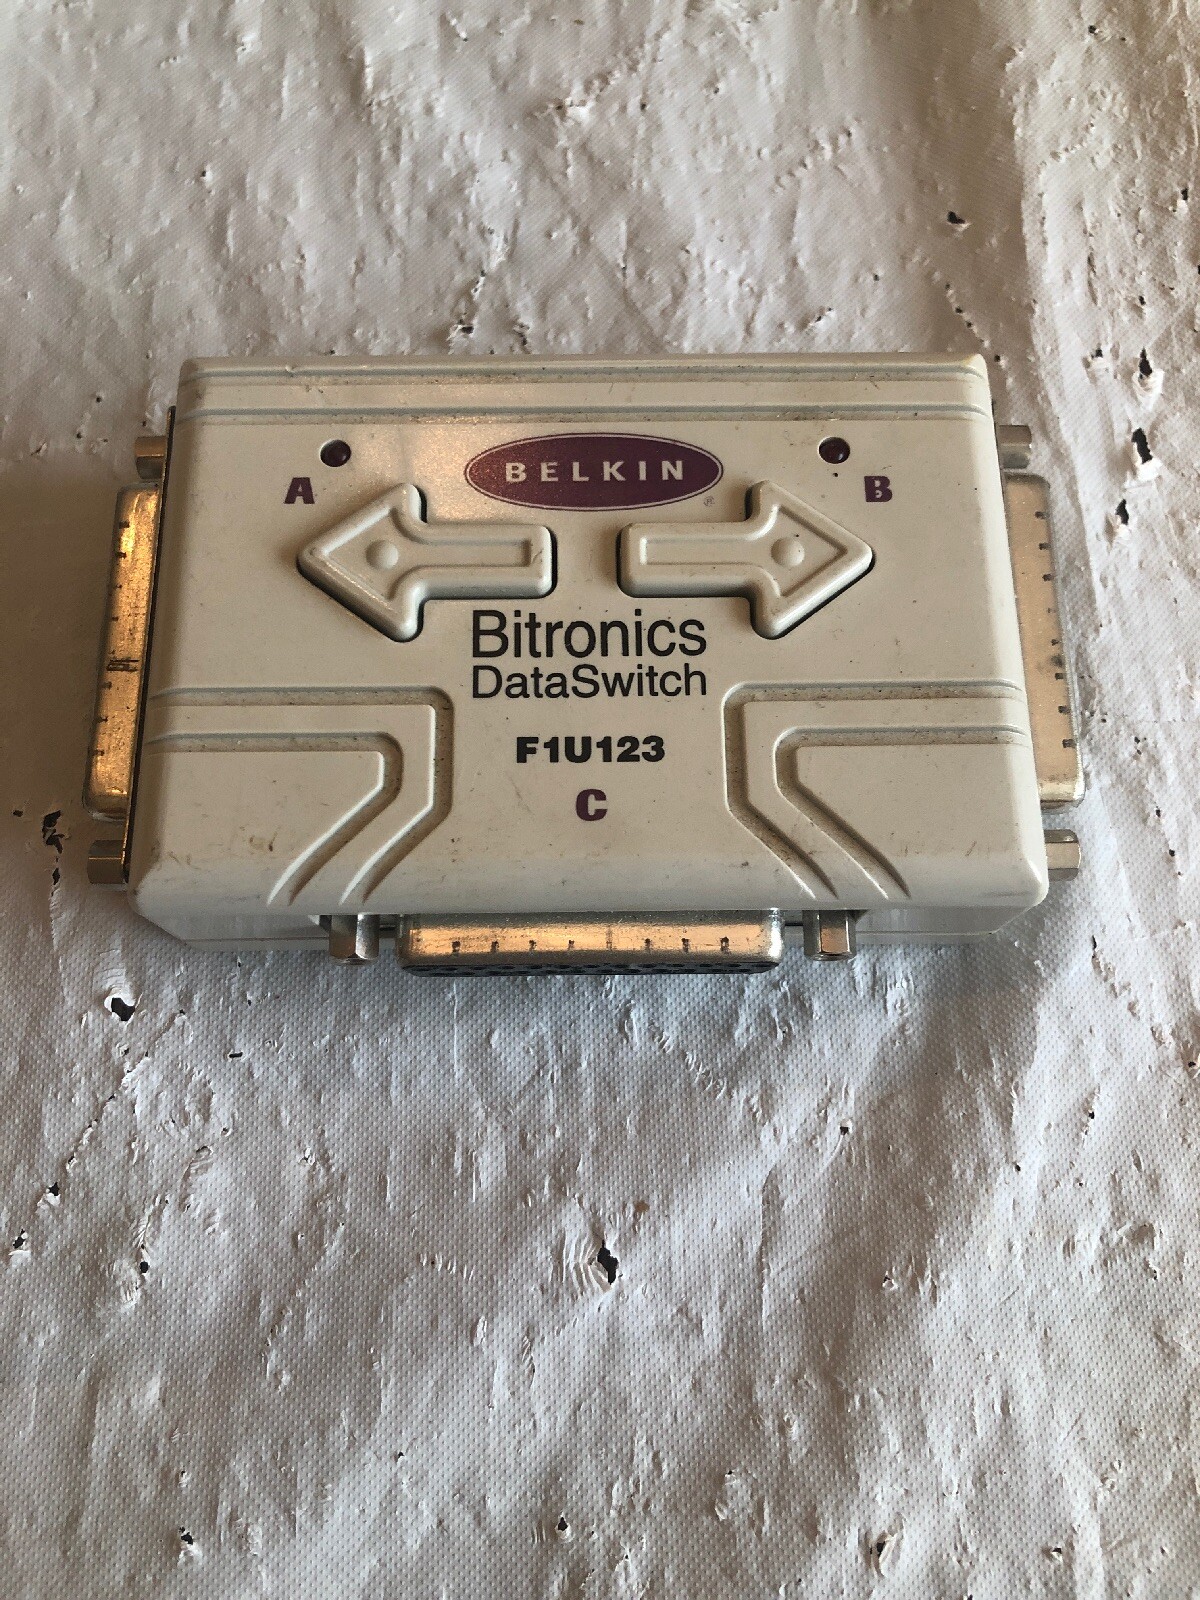 BELKIN ®
A B
Bitronics
DataSwitch
F1U123
C